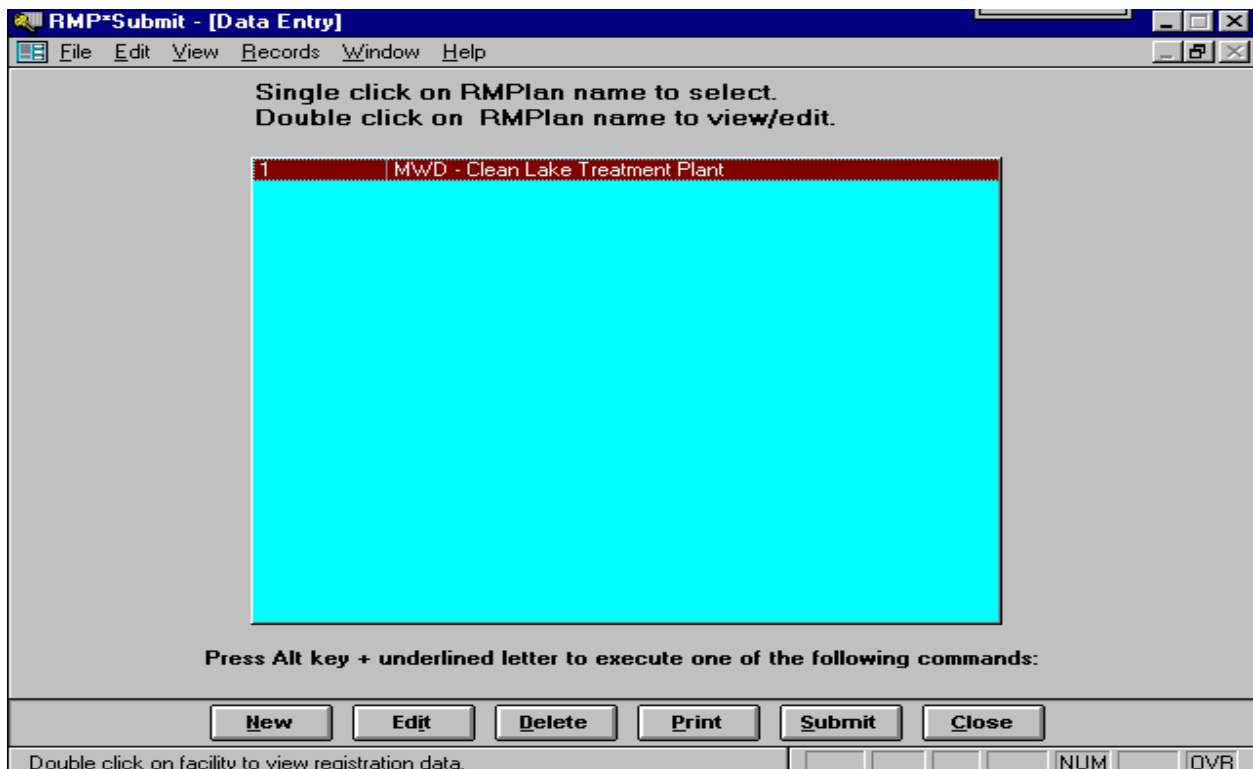 RMP*Submit - [Data Entry]
File Edit View Records Window Help
Single click on RMPlan name to select.
Double click on RMPlan name to view/edit.
1 MWD - Clean Lake Treatment Plant
Press Alt key + underlined letter to execute one of the following commands:
New Edit Delete Print Submit Close
Double click on facility to view registration data. NUM OVR